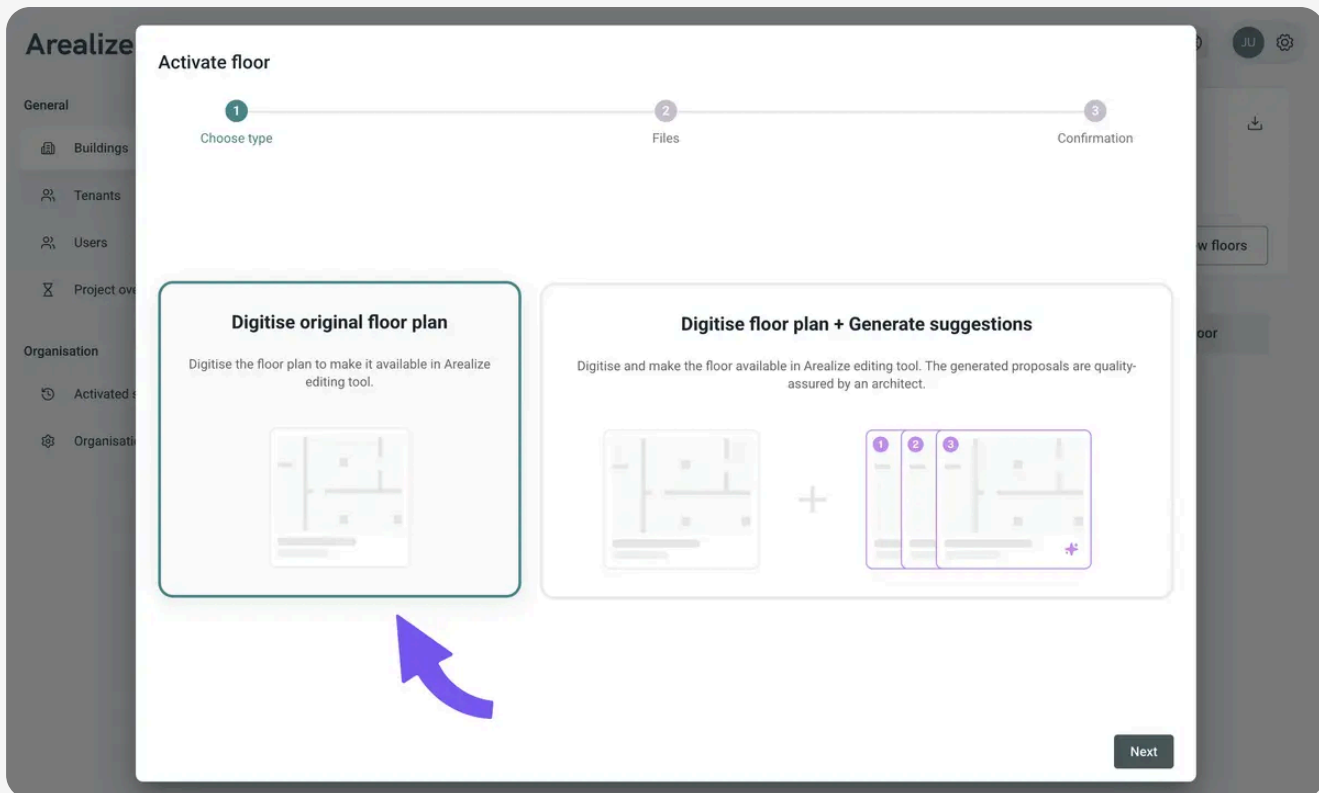 Arealize
JU
General
Buildings
Tenants
Users
Project ove
Organisation
Activated s
Organisati
w floors
oor
Activate floor
1
2
3
Choose type
Files
Confirmation
Digitise original floor plan
Digitise the floor plan to make it available in Arealize
editing tool.
Digitise floor plan + Generate suggestions
Digitise and make the floor available in Arealize editing tool. The generated proposals are quality-
assured by an architect.
1
2
3
Next